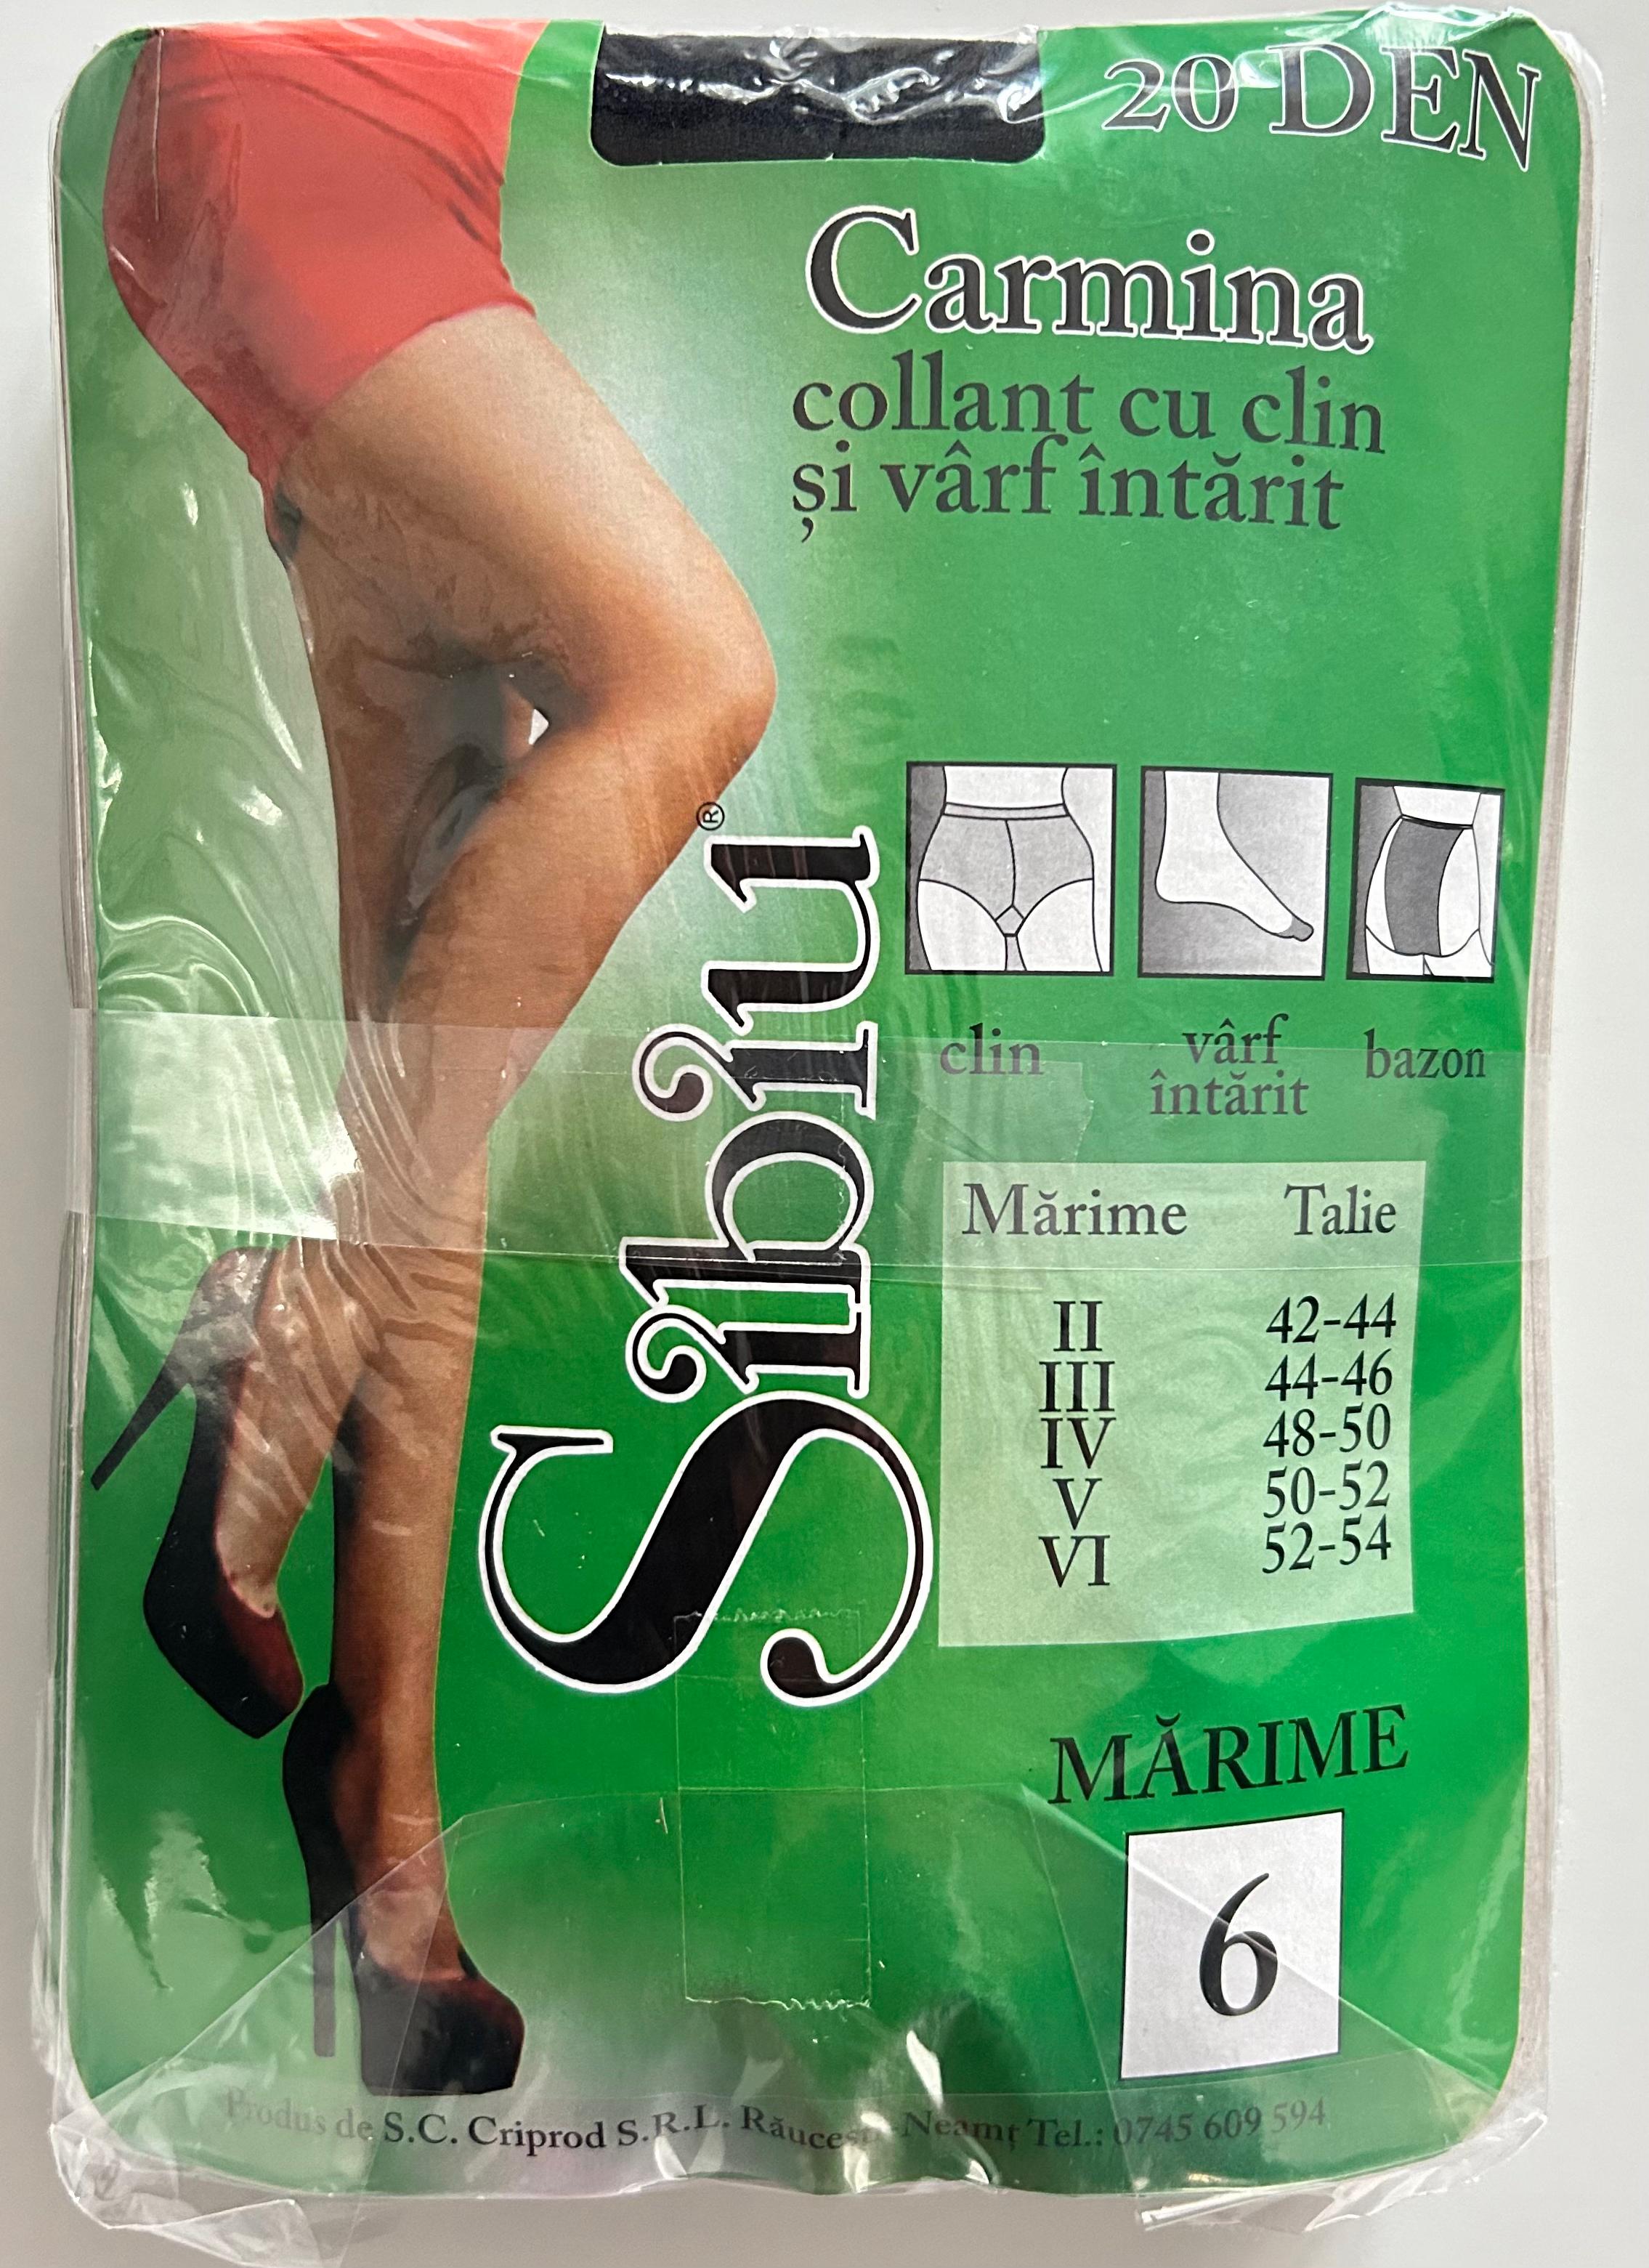 20 DEN
Carmina
collant cu clin
și vârf întărit
Sibiu®
clin
vârf
întărit
bazon
Mărime Talie
II 42-44
III 44-46
IV 48-50
V 50-52
VI 52-54
MĂRIME
6
Produs de S.C. Criprod S.R.L. Răucești-Neamț Tel.: 0745 609 594